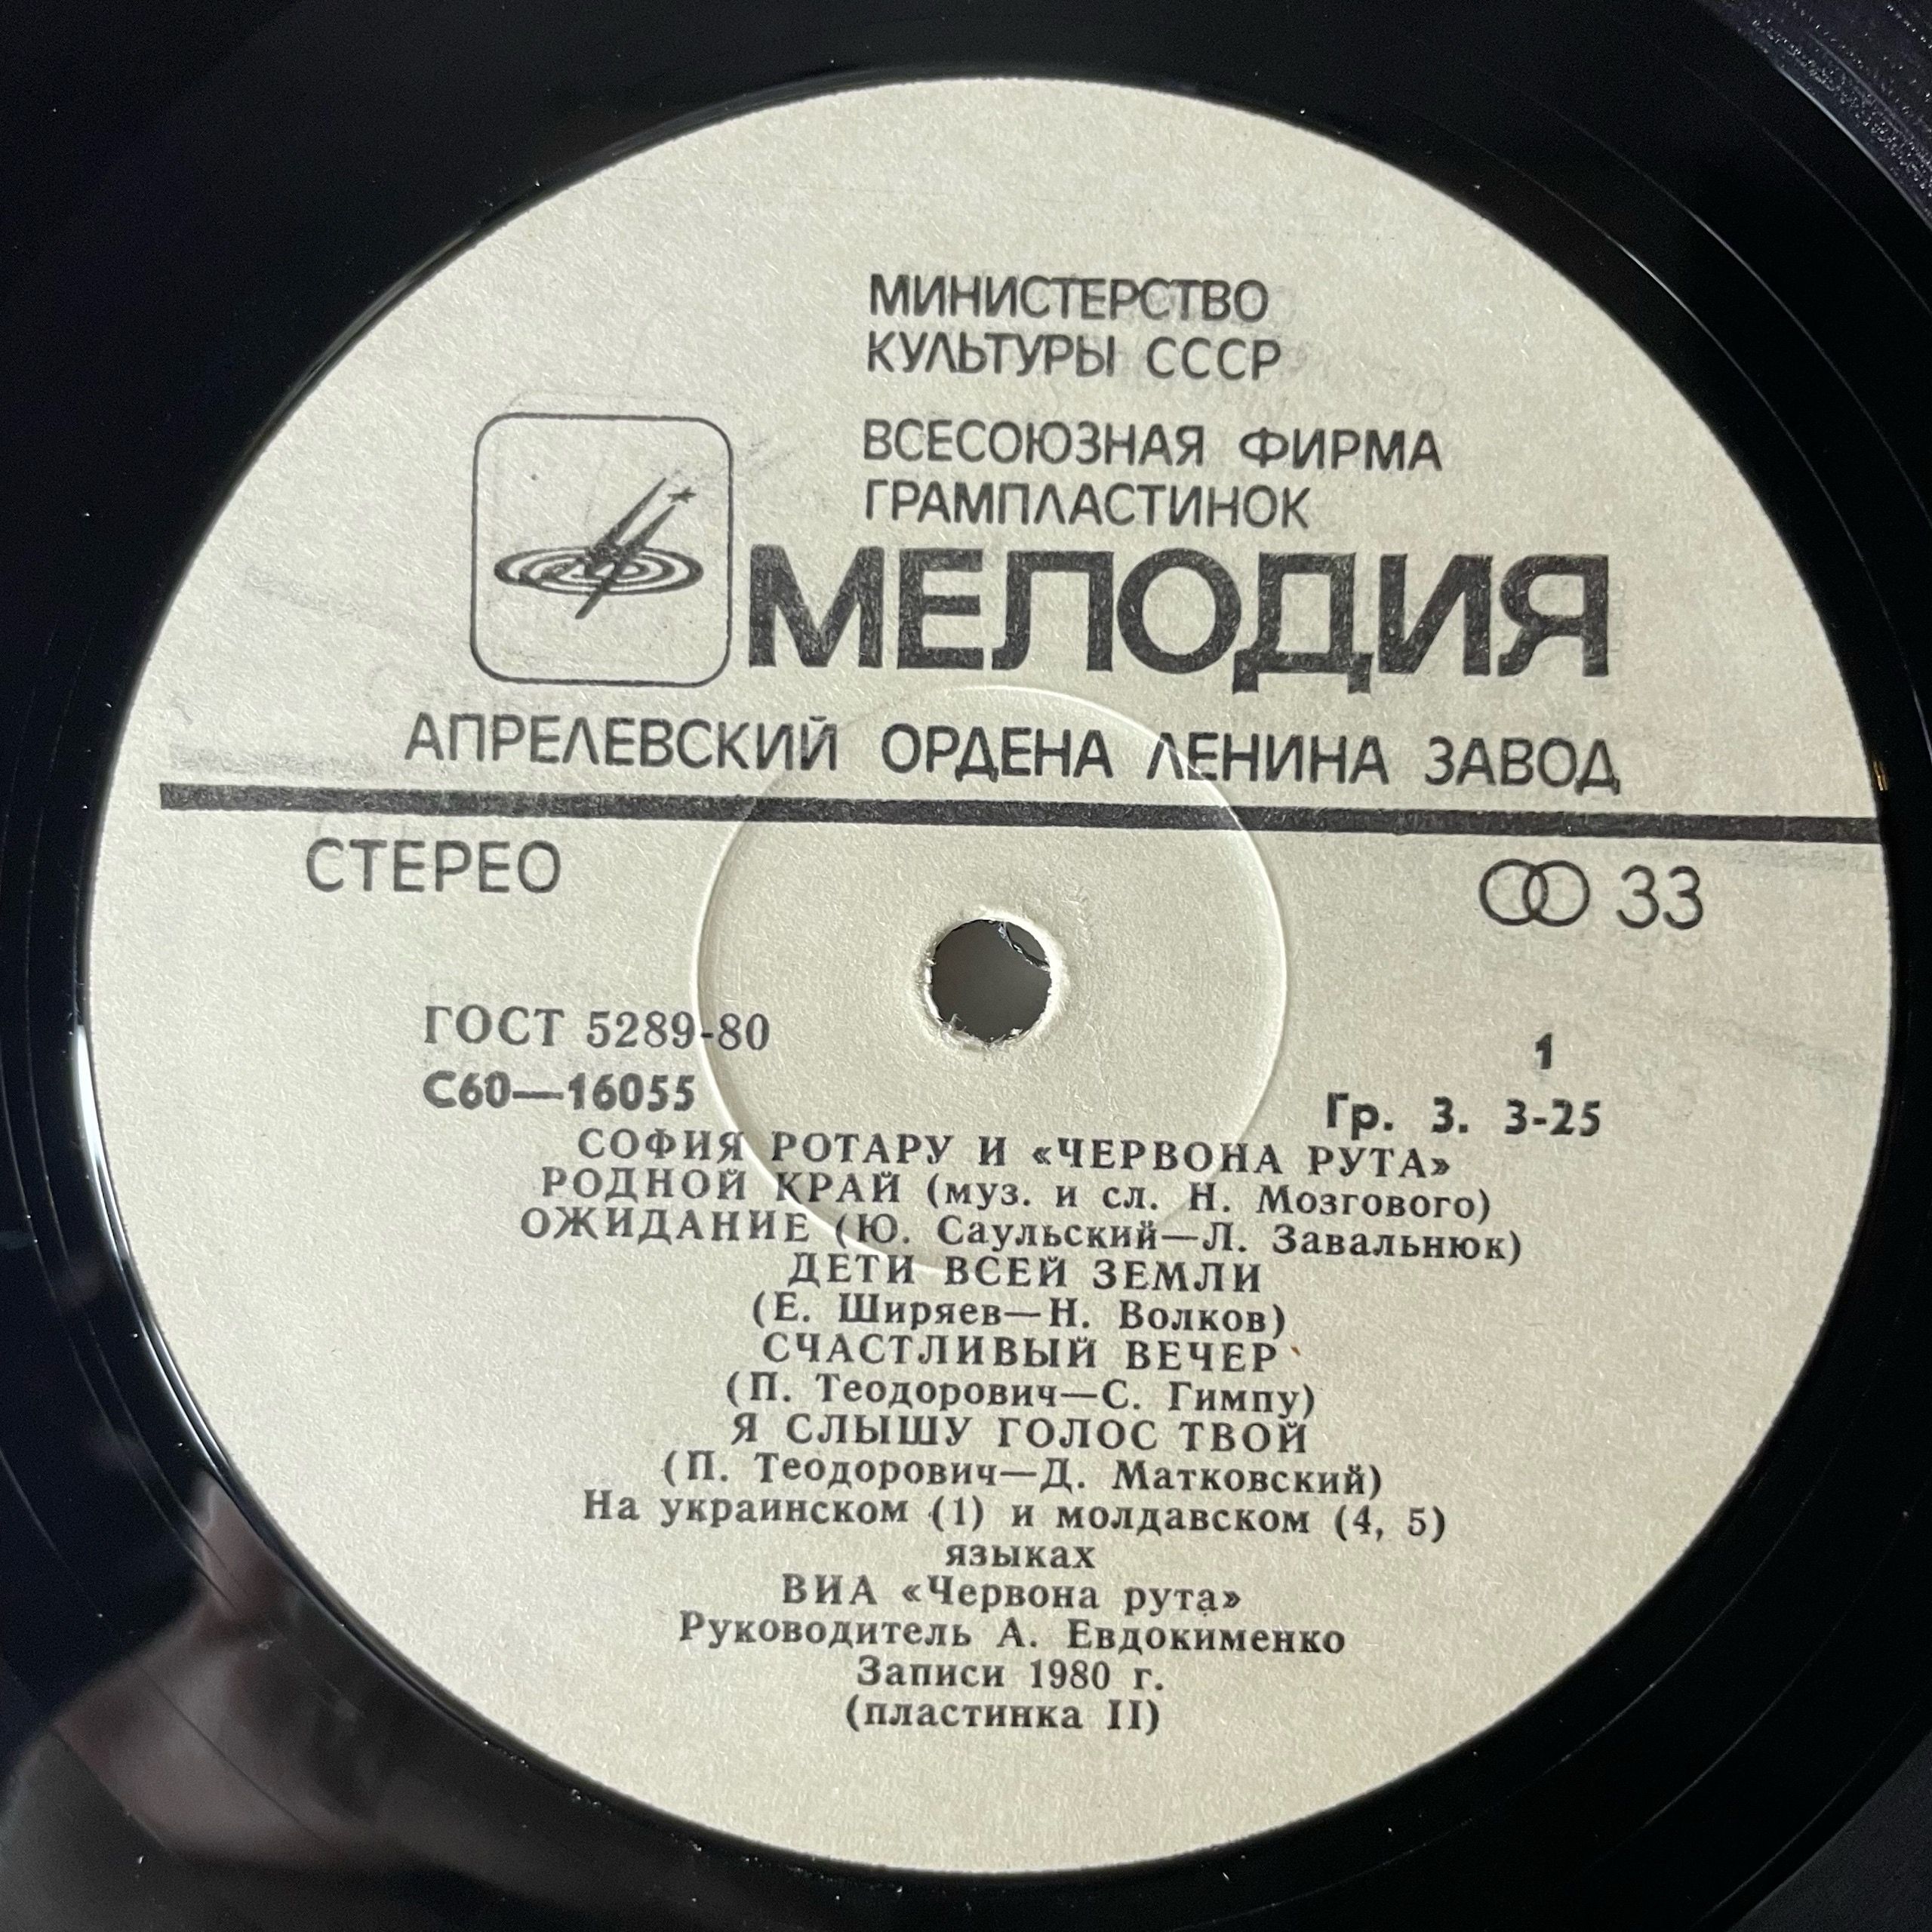 МИНИСТЕРСТВО
КУЛЬТУРЫ СССР
ВСЕСОЮЗНАЯ ФИРМА
ГРАМПЛАСТИНОК
МЕЛОДИЯ
АПРЕЛЕВСКИЙ ОРДЕНА ЛЕНИНА ЗАВОД
СТЕРЕО 33
ГОСТ 5289-80
1
С60—16055
Гр. 3. 3-25
СОФИЯ РОТАРУ И «ЧЕРВОНА РУТА»
РОДНОЙ КРАЙ (муз. и сл. Н. Мозгового)
ОЖИДАНИЕ (Ю. Саульский—Л. Завальнюк)
ДЕТИ ВСЕЙ ЗЕМЛИ
(Е. Ширяев—Н. Волков)
СЧАСТЛИВЫЙ ВЕЧЕР
(П. Теодорович—С. Гимпу)
Я СЛЫШУ ГОЛОС ТВОЙ
(П. Теодорович—Д. Матковский)
На украинском (1) и молдавском (4, 5)
языках
ВИА «Червона рута»
Руководитель А. Евдокименко
Записи 1980 г.
(пластинка II)